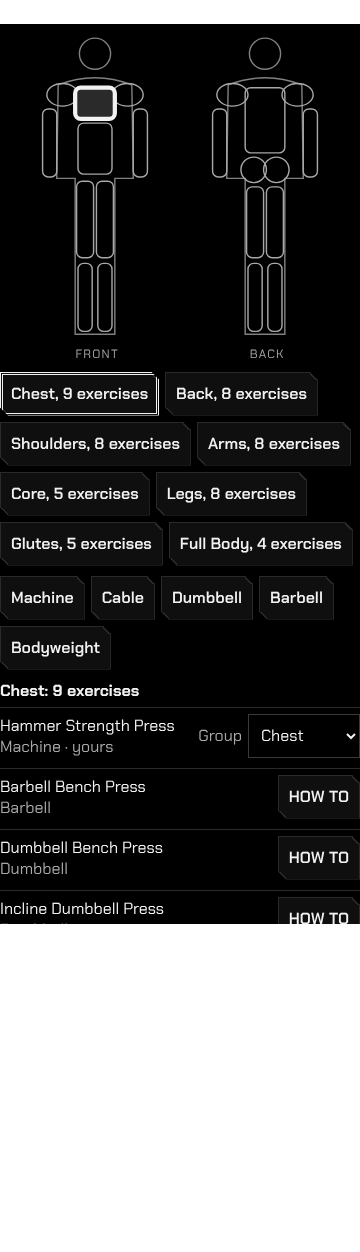 FRONT BACK
Chest, 9 exercises Back, 8 exercises
Shoulders, 8 exercises Arms, 8 exercises
Core, 5 exercises Legs, 8 exercises
Glutes, 5 exercises Full Body, 4 exercises
Machine Cable Dumbbell Barbell
Bodyweight
Chest: 9 exercises
Hammer Strength Press
Machine · yours
Group Chest
Barbell Bench Press
Barbell
HOW TO
Dumbbell Bench Press
Dumbbell
HOW TO
Incline Dumbbell Press
HOW TO